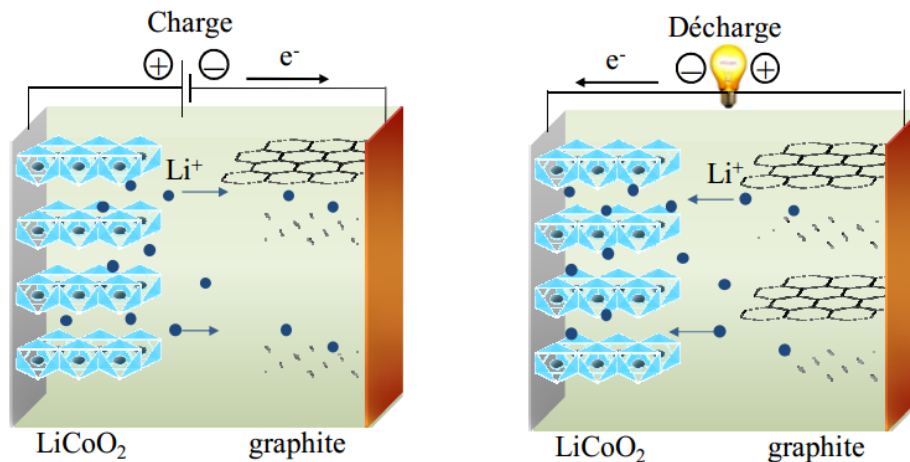 Charge
+ − e⁻
Li⁺
LiCoO₂ graphite
Décharge
e⁻ − +
Li⁺
LiCoO₂ graphite